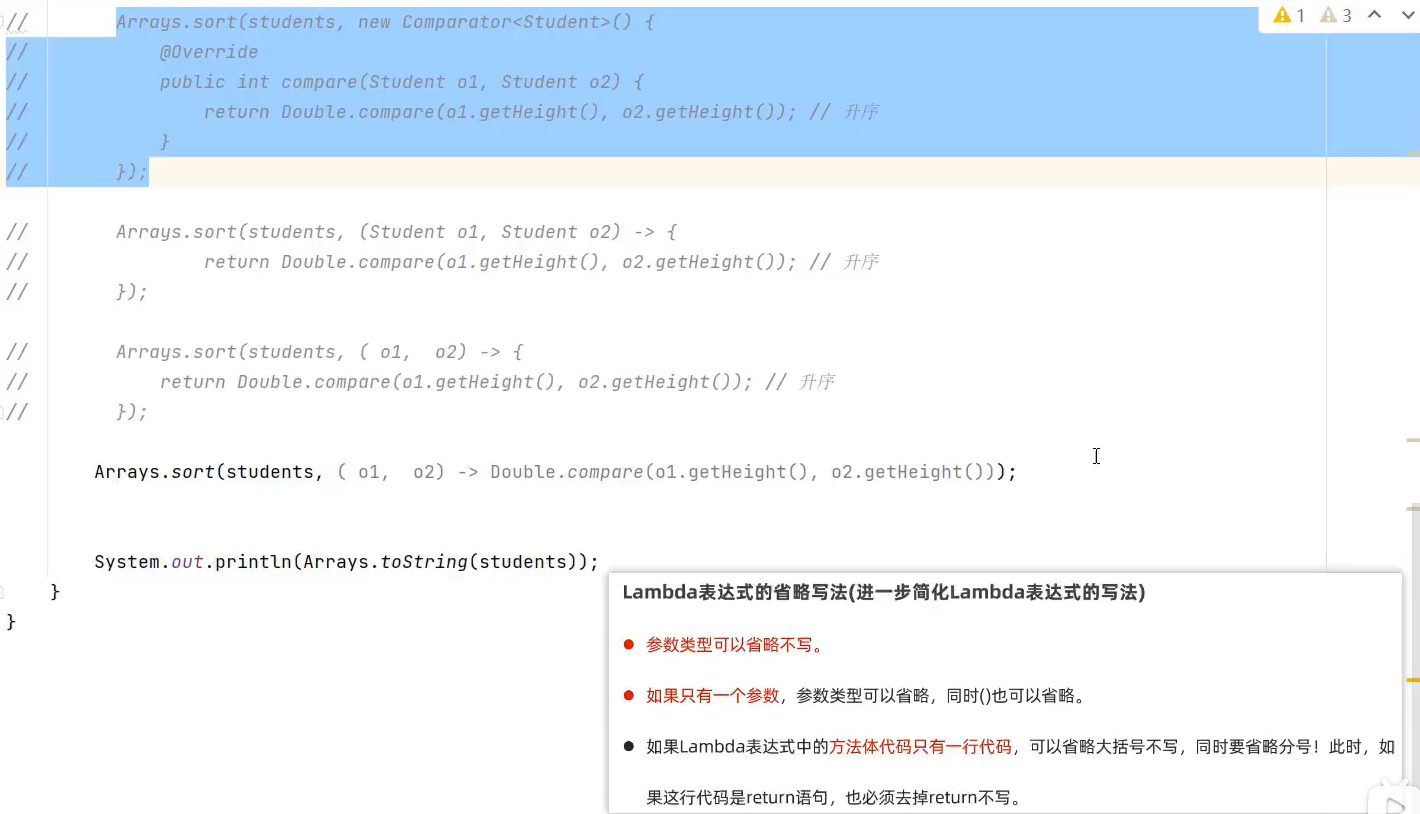 //        Arrays.sort(students, new Comparator<Student>() {
//            @Override
//            public int compare(Student o1, Student o2) {
//                return Double.compare(o1.getHeight(), o2.getHeight()); // 升序
//            }
//        });
1 3
//        Arrays.sort(students, (Student o1, Student o2) -> {
//                return Double.compare(o1.getHeight(), o2.getHeight()); // 升序
//        });
//        Arrays.sort(students, ( o1,  o2) -> {
//            return Double.compare(o1.getHeight(), o2.getHeight()); // 升序
//        });
Arrays.sort(students, ( o1,  o2) -> Double.compare(o1.getHeight(), o2.getHeight()));
System.out.println(Arrays.toString(students));
}
}
Lambda表达式的省略写法(进一步简化Lambda表达式的写法)
参数类型可以省略不写。
如果只有一个参数，参数类型可以省略，同时()也可以省略。
如果Lambda表达式中的方法体代码只有一行代码，可以省略大括号不写，同时要省略分号！此时，如
果这行代码是return语句，也必须去掉return不写。